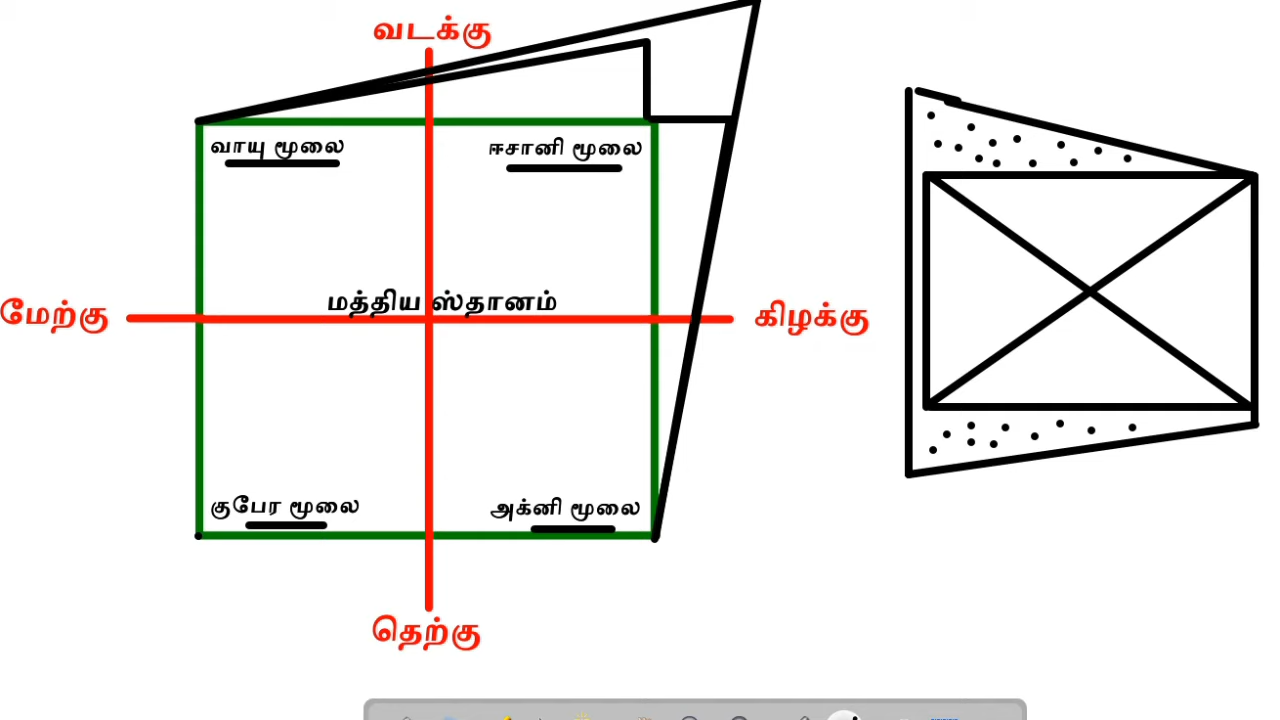 வடக்கு
வாயு மூலை
ஈசானி மூலை
மத்திய ஸ்தானம்
மேற்கு
கிழக்கு
குபேர மூலை
அக்னி மூலை
தெற்கு